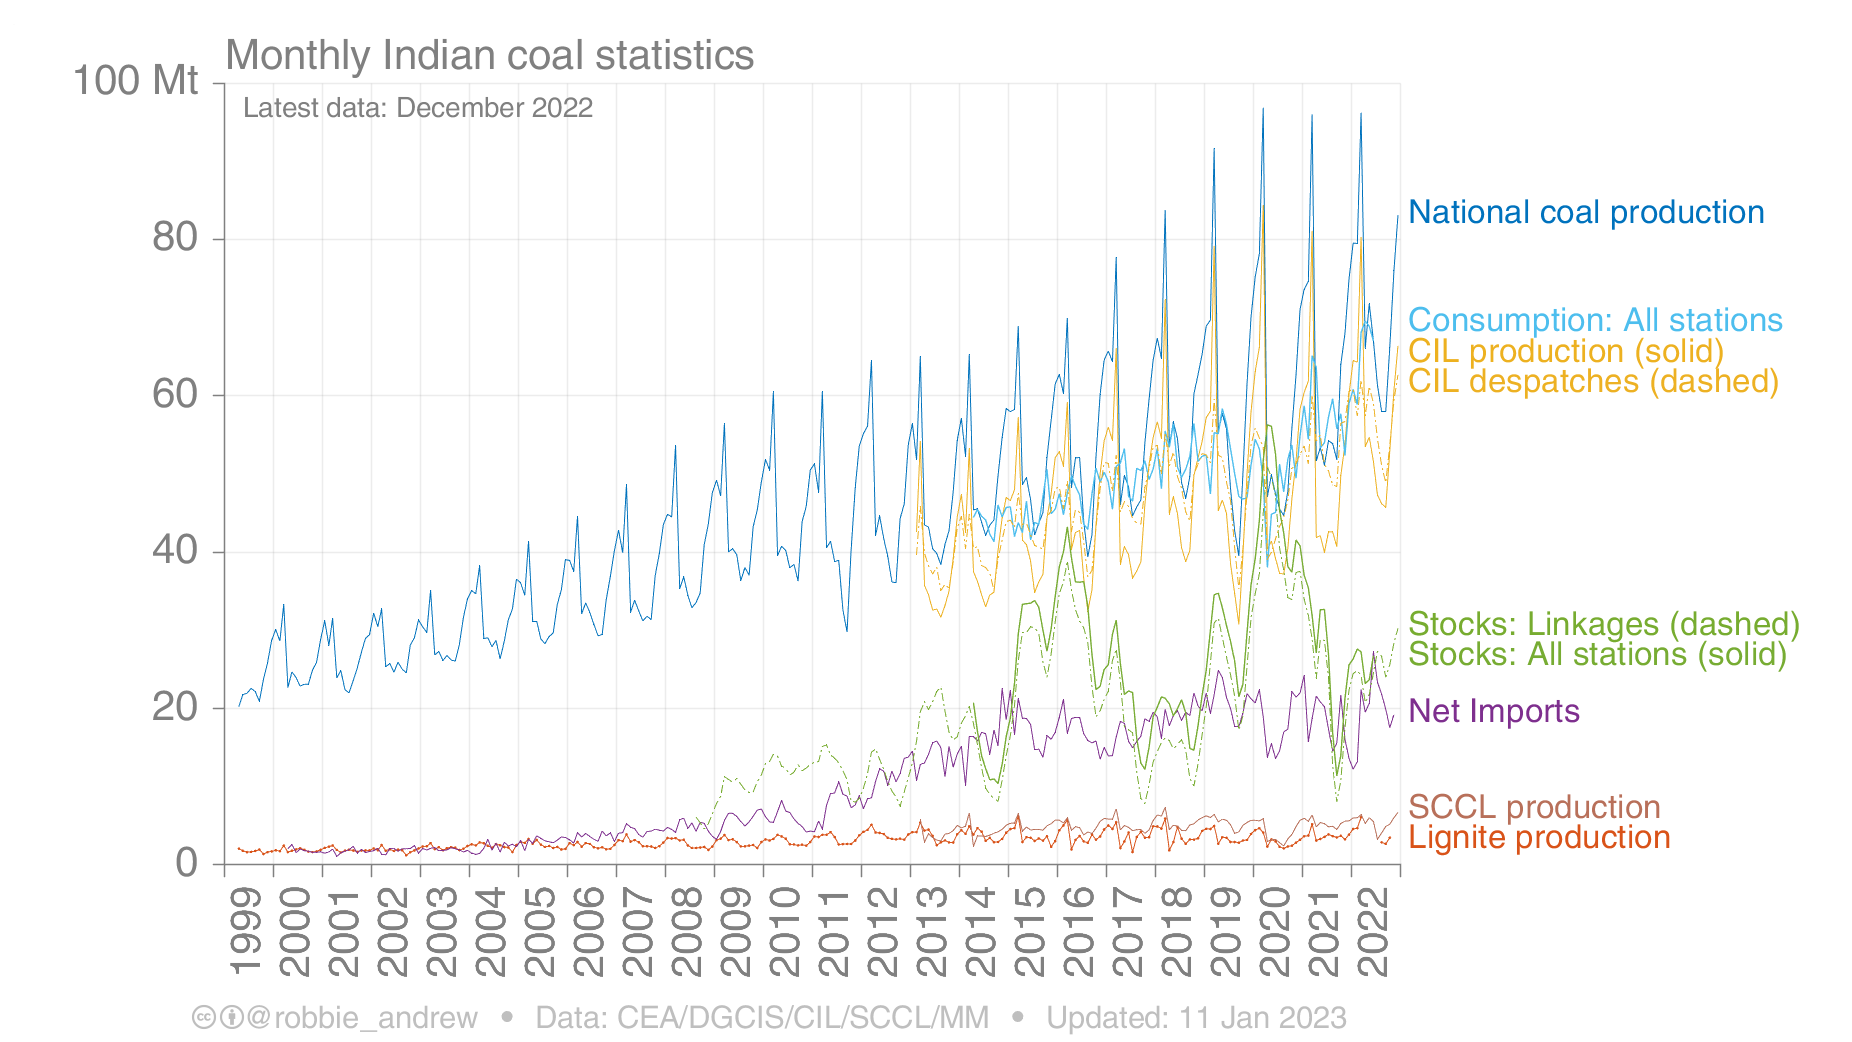 Monthly Indian coal statistics
100 Mt
Latest data: December 2022
80
60
40
20
0
National coal production
Consumption: All stations
CIL production (solid)
CIL despatches (dashed)
Stocks: Linkages (dashed)
Stocks: All stations (solid)
Net Imports
SCCL production
Lignite production
1999 2000 2001 2002 2003 2004 2005 2006 2007 2008 2009 2010 2011 2012 2013 2014 2015 2016 2017 2018 2019 2020 2021 2022
cc @robbie_andrew • Data: CEA/DGCIS/CIL/SCCL/MM • Updated: 11 Jan 2023